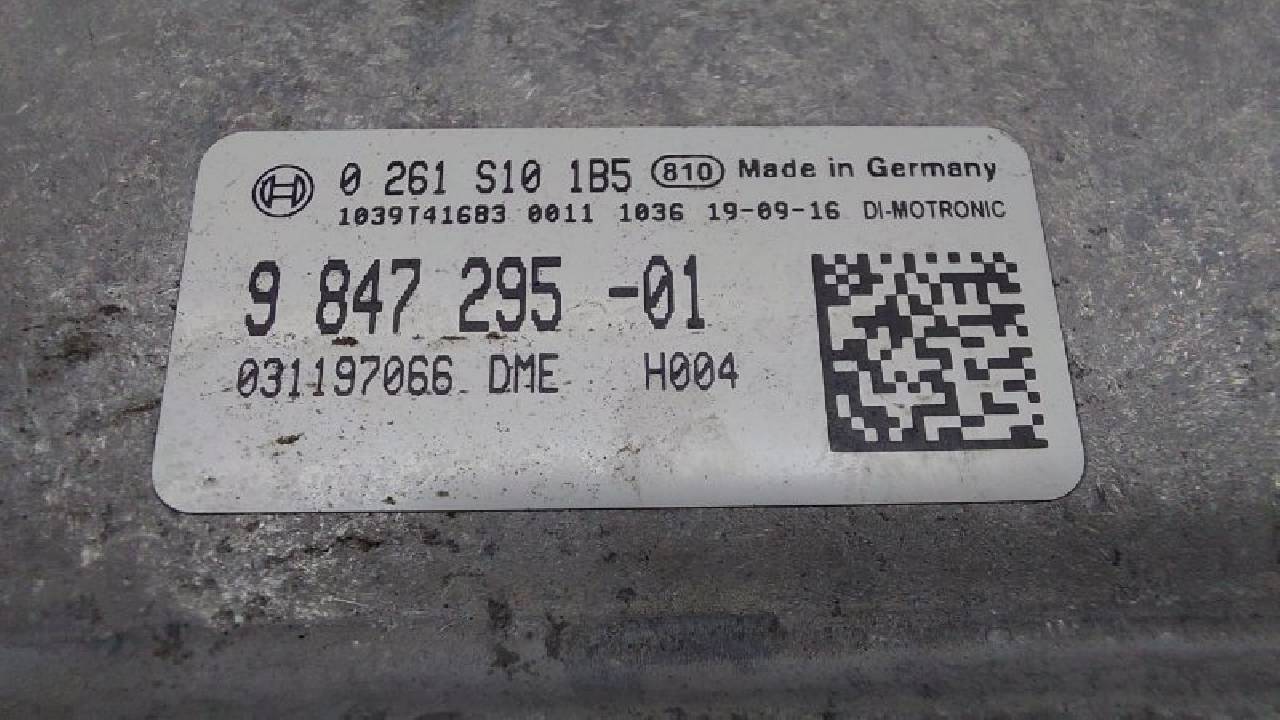 0 261 S10 1B5 810 Made in Germany
1039T41683 0011 1036 19-09-16 DI-MOTRONIC
9 847 295 -01
031197066 DME H004